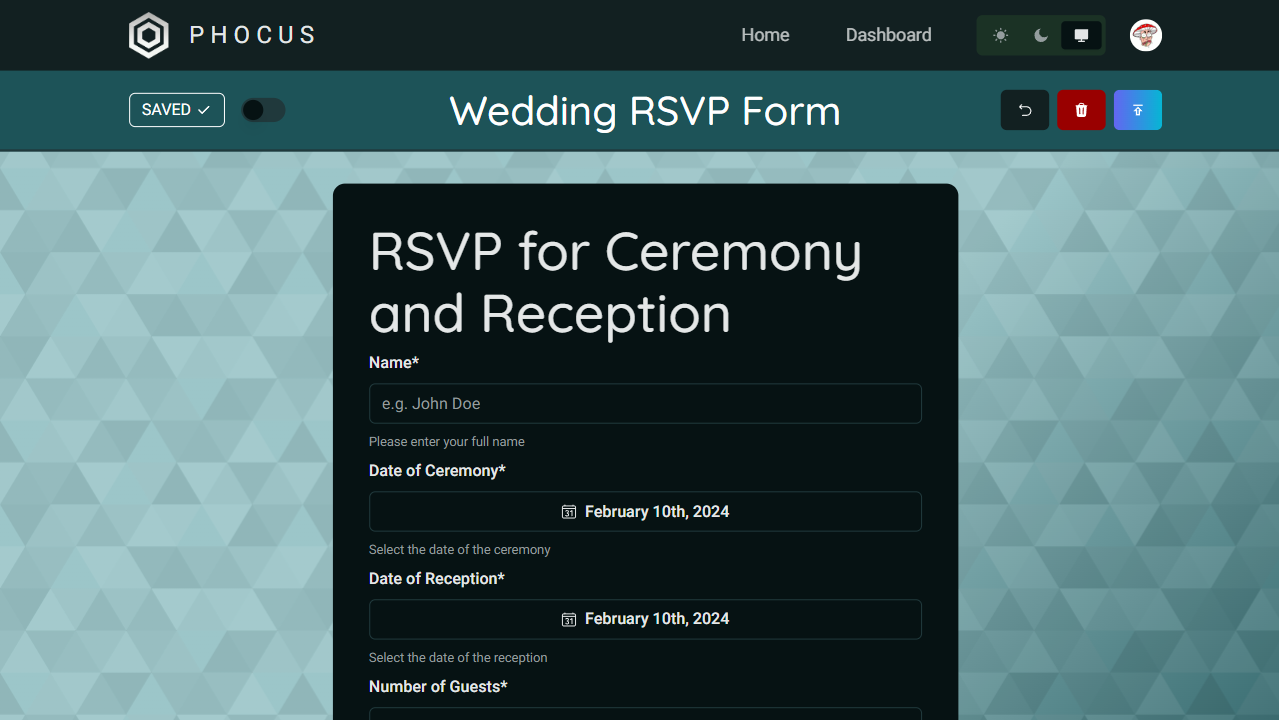 PHOCUS
Home
Dashboard
SAVED
Wedding RSVP Form
RSVP for Ceremony
and Reception
Name*
e.g. John Doe
Please enter your full name
Date of Ceremony*
31 February 10th, 2024
Select the date of the ceremony
Date of Reception*
31 February 10th, 2024
Select the date of the reception
Number of Guests*